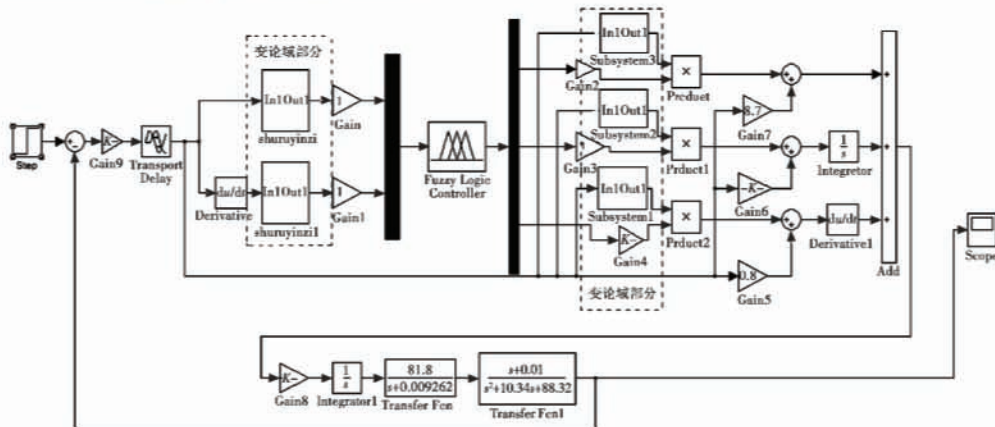 Step
K-
Gain9
Transport
Delay
变论域部分
In1Out1
shuruyinzi
1
Gain
du/dt
Derivative
In1Out1
shuruyinzi1
1
Gain1
Fuzzy Logic
Controller
In1Out1
Subsystem3
Gain2
×
Prcduct
In1Out1
Subsystem2
Gain3
×
Prduct1
In1Out1
Subsystem1
K-
Gain4
×
Prduct2
变论域部分
8.7
Gain7
-K-
Gain6
0.8
Gain5
1
s
Integretor
du/dt
Derivative1
Add
Scope
K-
Gain8
1
s
Integrator1
81.8
s+0.009262
Transfer Fcn
s+0.01
s²+10.34s+88.32
Transfer Fcn1